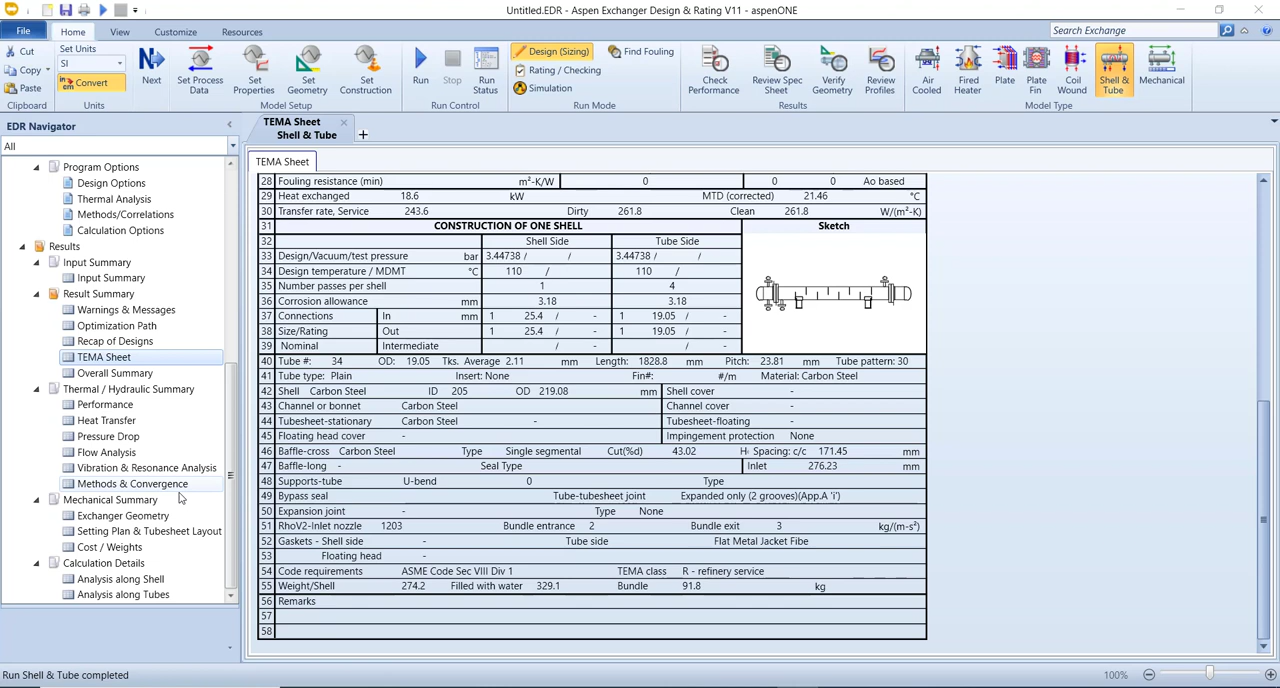 Untitled.EDR - Aspen Exchanger Design & Rating V11 - aspenONE
File Home View Customize Resources Search Exchange
Cut
Copy
Paste
Clipboard
Set Units
SI
Convert
Units
Next
Set Process Data
Set Properties
Set Geometry
Set Construction
Model Setup
Run
Stop
Run Status
Run Control
Design (Sizing)
Rating / Checking
Simulation
Find Fouling
Run Mode
Check Performance
Review Spec Sheet
Verify Geometry
Review Profiles
Results
Air Cooled
Fired Heater
Plate
Plate Fin
Coil Wound
Shell & Tube
Mechanical
Model Type
EDR Navigator
All
Program Options
Design Options
Thermal Analysis
Methods/Correlations
Calculation Options
Results
Input Summary
Input Summary
Result Summary
Warnings & Messages
Optimization Path
Recap of Designs
TEMA Sheet
Overall Summary
Thermal / Hydraulic Summary
Performance
Heat Transfer
Pressure Drop
Flow Analysis
Vibration & Resonance Analysis
Methods & Convergence
Mechanical Summary
Exchanger Geometry
Setting Plan & Tubesheet Layout
Cost / Weights
Calculation Details
Analysis along Shell
Analysis along Tubes
TEMA Sheet
Shell & Tube
+
TEMA Sheet
28 Fouling resistance (min) m²-K/W 0 0 0 Ao based
29 Heat exchanged 18.6 kW MTD (corrected) 21.46 °C
30 Transfer rate, Service 243.6 Dirty 261.8 Clean 261.8 W/(m²-K)
31 CONSTRUCTION OF ONE SHELL Sketch
32 Shell Side Tube Side
33 Design/Vacuum/test pressure bar 3.44738 / / 3.44738 / /
34 Design temperature / MDMT °C 110 / 110 /
35 Number passes per shell 1 4
36 Corrosion allowance mm 3.18 3.18
37 Connections In mm 1 25.4 / - 1 19.05 / -
38 Size/Rating Out 1 25.4 / - 1 19.05 / -
39 Nominal Intermediate / - / -
40 Tube #: 34 OD: 19.05 Tks. Average 2.11 mm Length: 1828.8 mm Pitch: 23.81 mm Tube pattern: 30
41 Tube type: Plain Insert: None Fin#: #/m Material: Carbon Steel
42 Shell Carbon Steel ID 205 OD 219.08 mm Shell cover -
43 Channel or bonnet Carbon Steel Channel cover -
44 Tubesheet-stationary Carbon Steel - Tubesheet-floating -
45 Floating head cover - Impingement protection None
46 Baffle-cross Carbon Steel Type Single segmental Cut(%d) 43.02 H Spacing: c/c 171.45 mm
47 Baffle-long - Seal Type Inlet 276.23 mm
48 Supports-tube U-bend 0 Type
49 Bypass seal Tube-tubesheet joint Expanded only (2 grooves)(App.A 'i')
50 Expansion joint - Type None
51 RhoV2-Inlet nozzle 1203 Bundle entrance 2 Bundle exit 3 kg/(m-s²)
52 Gaskets - Shell side - Tube side Flat Metal Jacket Fibe
53 Floating head -
54 Code requirements ASME Code Sec VIII Div 1 TEMA class R - refinery service
55 Weight/Shell 274.2 Filled with water 329.1 Bundle 91.8 kg
56 Remarks
57
58
Run Shell & Tube completed
100%